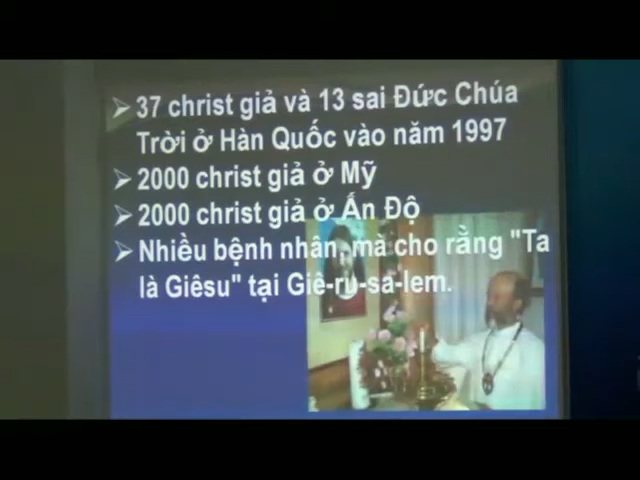 37 christ giả và 13 sai Đức Chúa
Trời ở Hàn Quốc vào năm 1997
2000 christ giả ở Mỹ
2000 christ giả ở Ấn Độ
Nhiều bệnh nhân mà cho rằng "Ta
là Giêsu" tại Giê-ru-sa-lem.